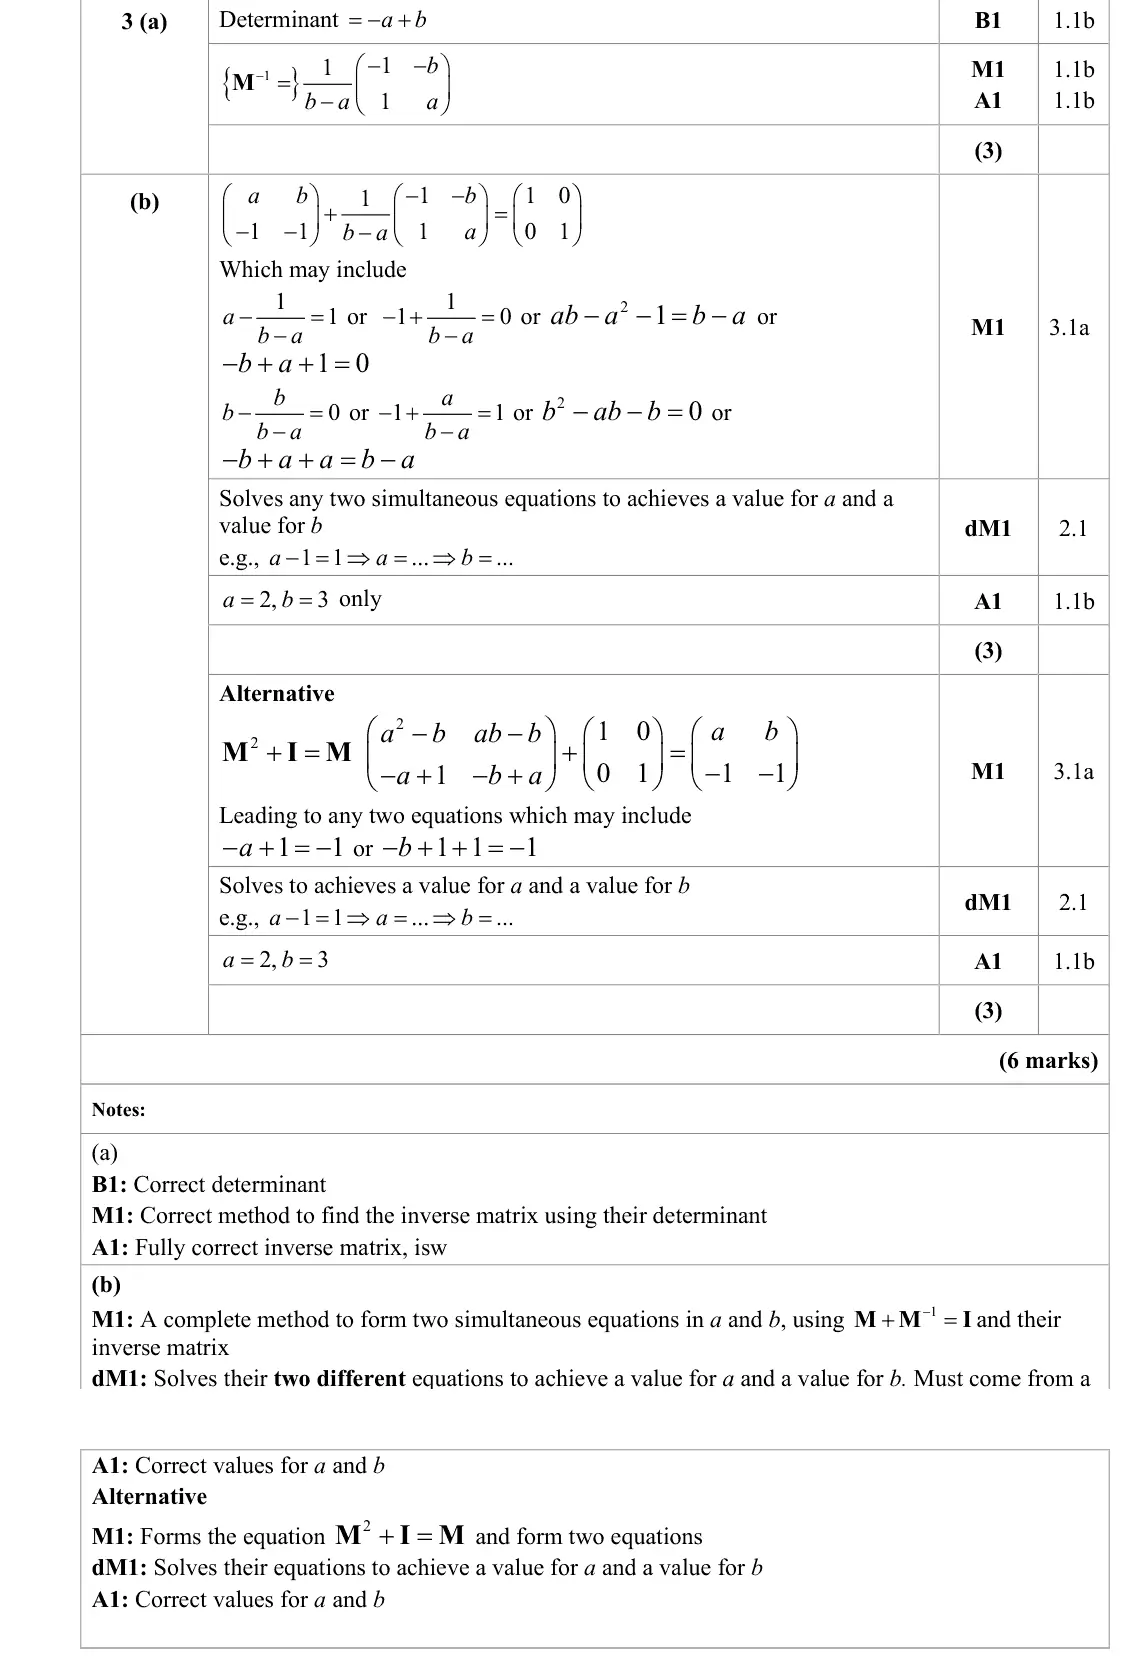 3 (a) Determinant = −a + b B1 1.1b
{M⁻¹ =} 1/(b − a) (−1 −b; 1 a) M1 1.1b
A1 1.1b
(3)
(b) (a b; −1 −1) + 1/(b − a) (−1 −b; 1 a) = (1 0; 0 1)
Which may include
a − 1/(b − a) = 1 or −1 + 1/(b − a) = 0 or ab − a² − 1 = b − a or M1 3.1a
−b + a + 1 = 0
b − b/(b − a) = 0 or −1 + a/(b − a) = 1 or b² − ab − b = 0 or
−b + a + a = b − a
Solves any two simultaneous equations to achieves a value for a and a
value for b dM1 2.1
e.g., a − 1 = 1 ⇒ a = ... ⇒ b = ...
a = 2, b = 3 only A1 1.1b
(3)
Alternative
M² + I = M (a² − b ab − b; −a + 1 −b + a) + (1 0; 0 1) = (a b; −1 −1) M1 3.1a
Leading to any two equations which may include
−a + 1 = −1 or −b + 1 + 1 = −1
Solves to achieves a value for a and a value for b dM1 2.1
e.g., a − 1 = 1 ⇒ a = ... ⇒ b = ...
a = 2, b = 3 A1 1.1b
(3)
(6 marks)
Notes:
(a)
B1: Correct determinant
M1: Correct method to find the inverse matrix using their determinant
A1: Fully correct inverse matrix, isw
(b)
M1: A complete method to form two simultaneous equations in a and b, using M + M⁻¹ = I and their
inverse matrix
dM1: Solves their two different equations to achieve a value for a and a value for b. Must come from a
A1: Correct values for a and b
Alternative
M1: Forms the equation M² + I = M and form two equations
dM1: Solves their equations to achieve a value for a and a value for b
A1: Correct values for a and b